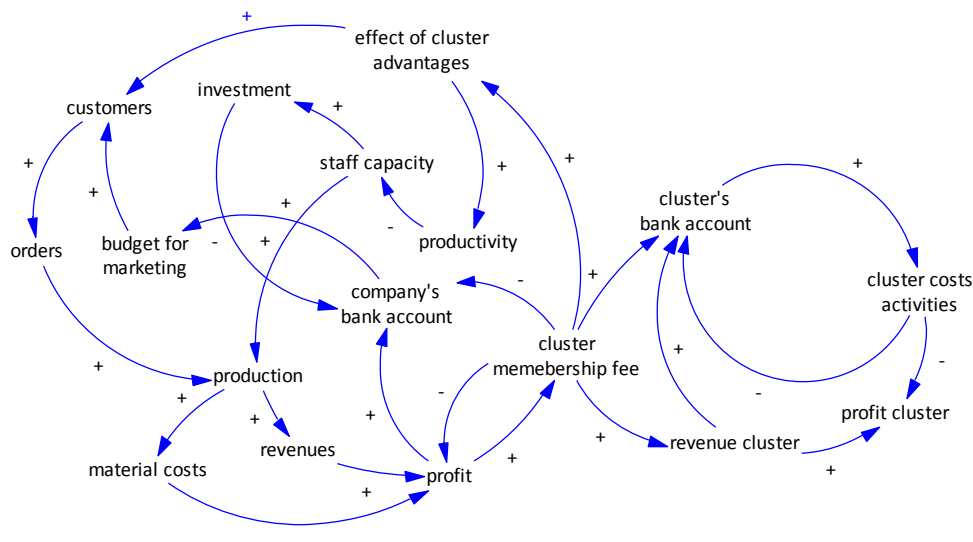 +
effect of cluster
advantages
investment
customers
+
+
staff capacity
+
+
+
cluster's
bank account
+
+
-
productivity
orders
budget for
marketing
-
+
company's
bank account
-
+
cluster costs
activities
cluster
memebership fee
+
-
+
production
+
-
-
profit cluster
+
+
+
revenues
+
revenue cluster
material costs
profit
+
+
+